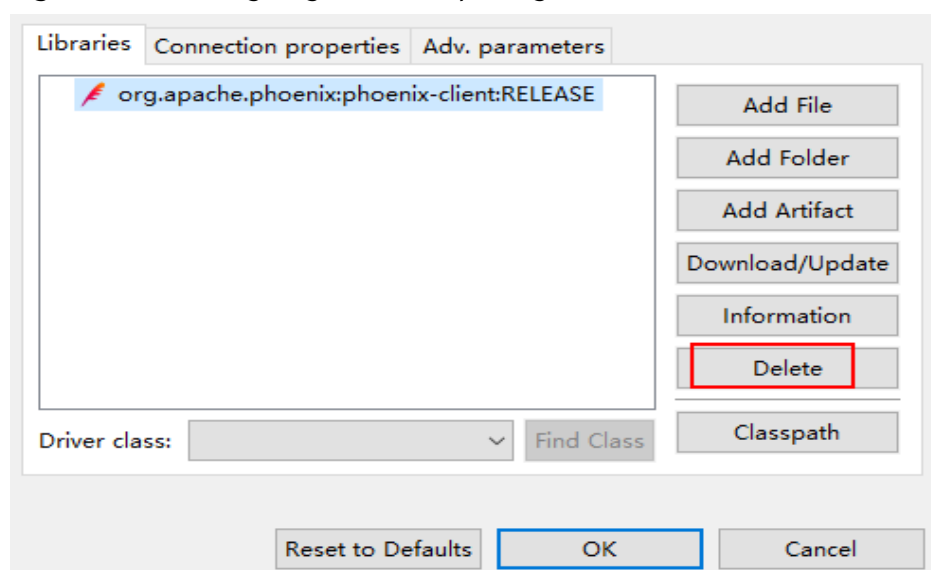 Libraries Connection properties Adv. parameters
org.apache.phoenix:phoenix-client:RELEASE
Add File
Add Folder
Add Artifact
Download/Update
Information
Delete
Driver class: Find Class Classpath
Reset to Defaults OK Cancel